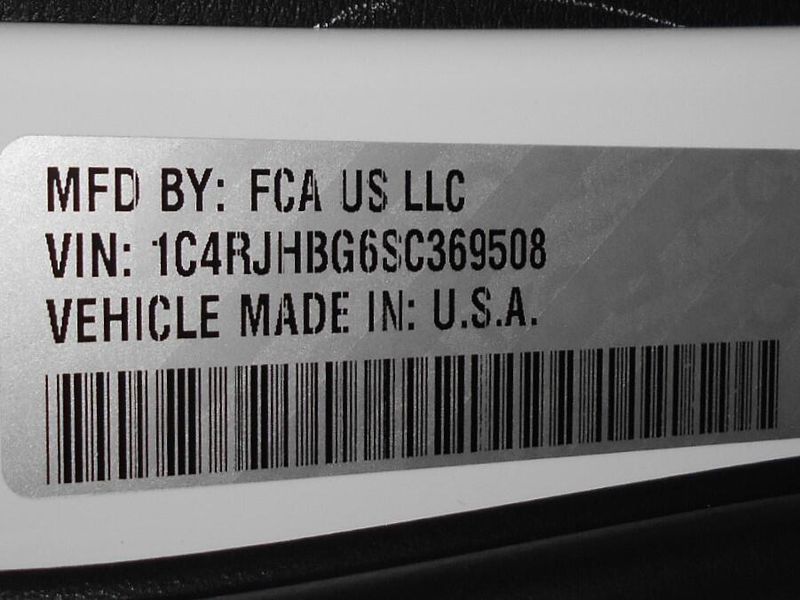 MFD BY: FCA US LLC
VIN: 1C4RJHBG6SC369508
VEHICLE MADE IN: U.S.A.